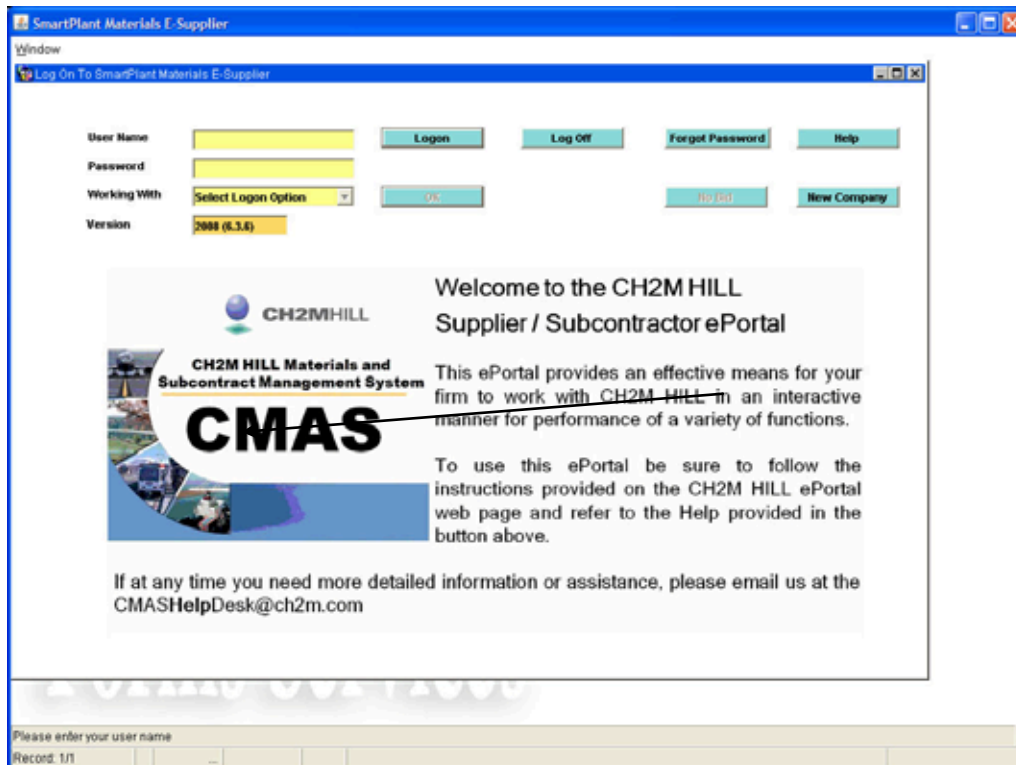 SmartPlant Materials E-Supplier
Window
Log On To SmartPlant Materials E-Supplier
User Name Logon Log Off Forgot Password Help
Password
Working With Select Logon Option OK No Bid New Company
Version 2008 (6.3.6)
CH2MHILL
CH2M HILL Materials and
Subcontract Management System
CMAS
Welcome to the CH2M HILL
Supplier / Subcontractor ePortal
This ePortal provides an effective means for your
firm to work with CH2M HILL in an interactive
manner for performance of a variety of functions.
To use this ePortal be sure to follow the
instructions provided on the CH2M HILL ePortal
web page and refer to the Help provided in the
button above.
If at any time you need more detailed information or assistance, please email us at the
CMASHelpDesk@ch2m.com
Please enter your user name
Record: 1/1 ...